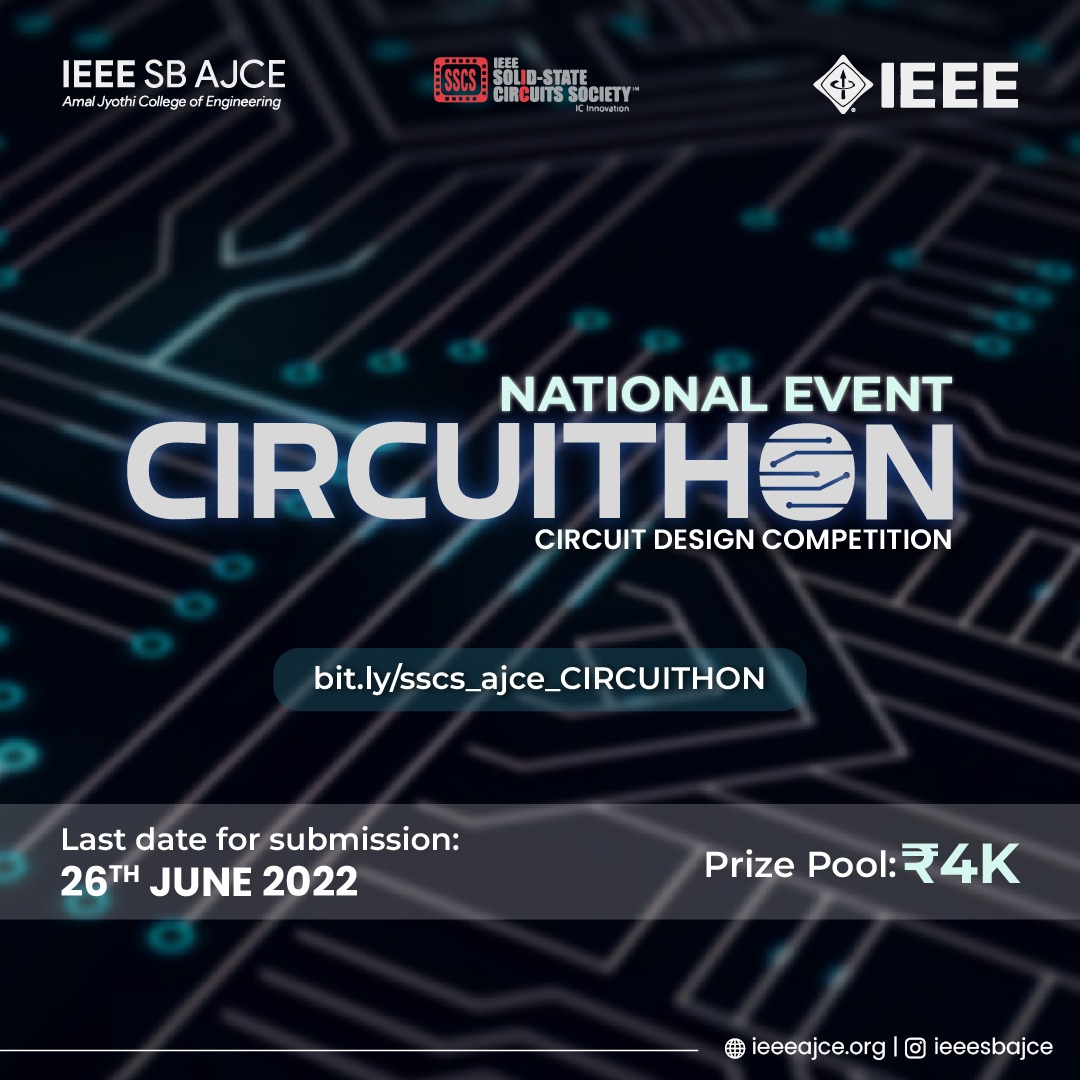 IEEE SB AJCE
Amal Jyothi College of Engineering
SSCS
IEEE
SOLID-STATE
CIRCUITS SOCIETY™
IC Innovation
IEEE
NATIONAL EVENT
CIRCUITHON
CIRCUIT DESIGN COMPETITION
bit.ly/sscs_ajce_CIRCUITHON
Last date for submission:
26TH JUNE 2022
Prize Pool: ₹4K
ieeeajce.org | ieeesbajce